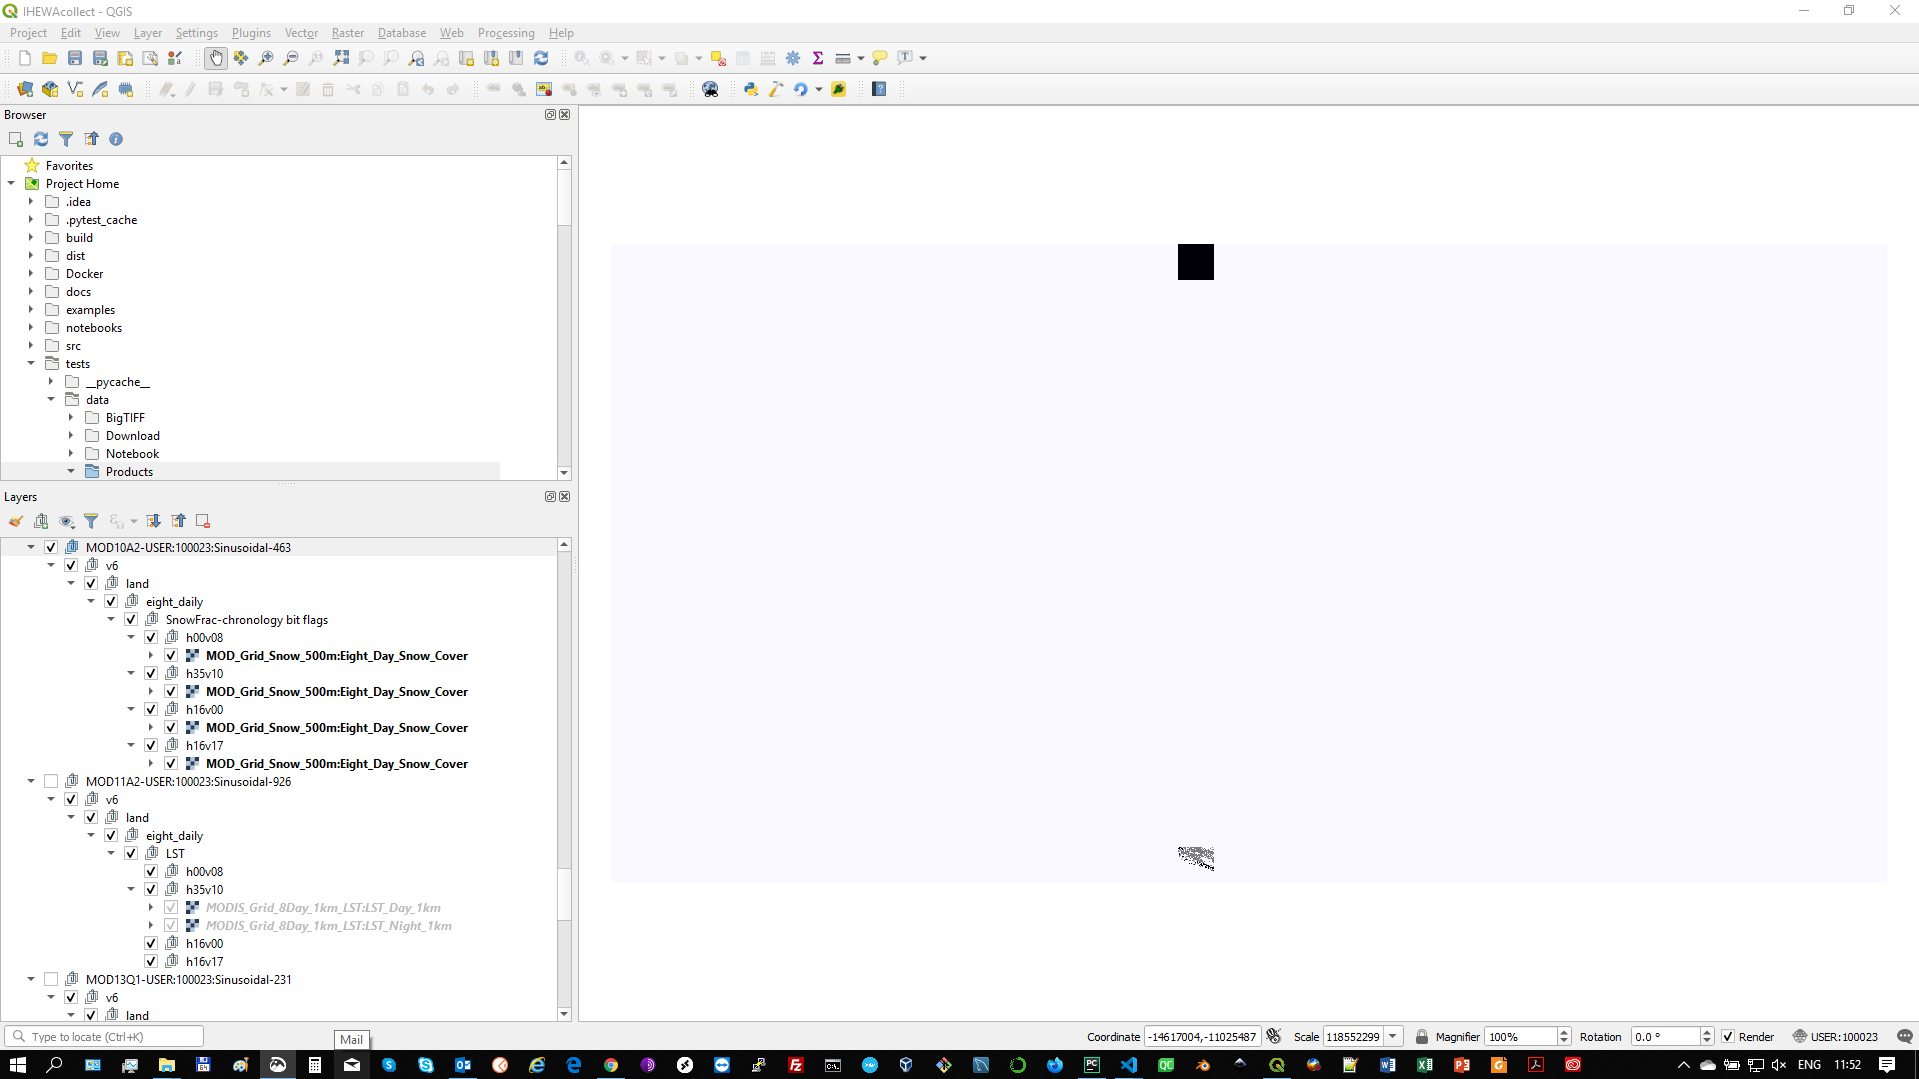 IHEWAcollect - QGIS
Project Edit View Layer Settings Plugins Vector Raster Database Web Processing Help
Browser
Favorites
Project Home
.idea
.pytest_cache
build
dist
Docker
docs
examples
notebooks
src
tests
__pycache__
data
BigTIFF
Download
Notebook
Products
Layers
MOD10A2-USER:100023:Sinusoidal-463
v6
land
eight_daily
SnowFrac-chronology bit flags
h00v08
MOD_Grid_Snow_500m:Eight_Day_Snow_Cover
h35v10
MOD_Grid_Snow_500m:Eight_Day_Snow_Cover
h16v00
MOD_Grid_Snow_500m:Eight_Day_Snow_Cover
h16v17
MOD_Grid_Snow_500m:Eight_Day_Snow_Cover
MOD11A2-USER:100023:Sinusoidal-926
v6
land
eight_daily
LST
h00v08
h35v10
MODIS_Grid_8Day_1km_LST:LST_Day_1km
MODIS_Grid_8Day_1km_LST:LST_Night_1km
h16v00
h16v17
MOD13Q1-USER:100023:Sinusoidal-231
v6
land
Type to locate (Ctrl+K)
Coordinate -14617004,-11025487 Scale 118552299 Magnifier 100% Rotation 0.0 ° Render USER:100023
Mail
ENG 11:52